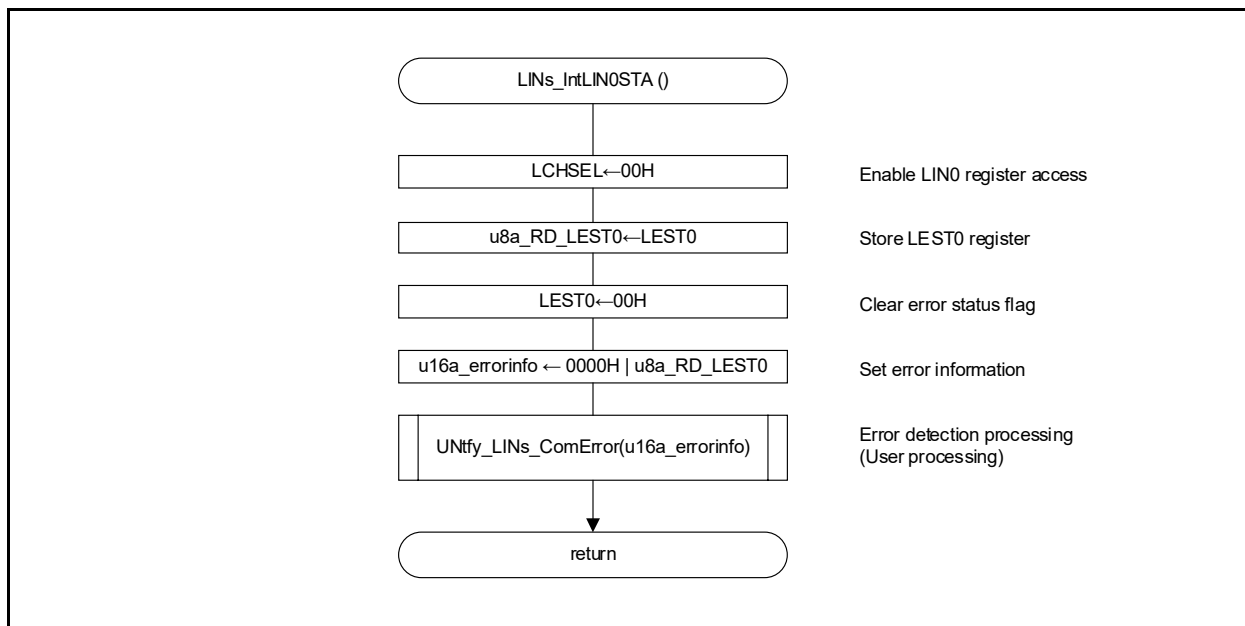 LINs_IntLIN0STA ()
LCHSEL←00H
Enable LIN0 register access
u8a_RD_LEST0←LEST0
Store LEST0 register
LEST0←00H
Clear error status flag
u16a_errorinfo ← 0000H | u8a_RD_LEST0
Set error information
UNtfy_LINs_ComError(u16a_errorinfo)
Error detection processing
(User processing)
return